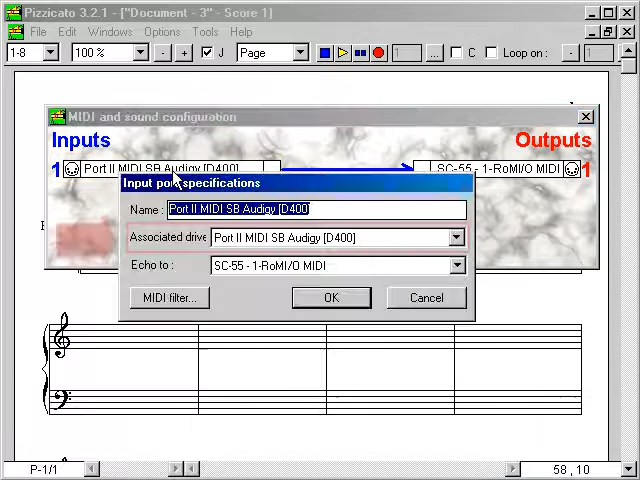 Pizzicato 3.2.1 - ["Document - 3" - Score 1]
File Edit Windows Options Tools Help
1-8 100 % - + J Page 1 ... C Loop on : - 1
MIDI and sound configuration
Inputs Outputs
1 Port II MIDI SB Audigy [D400] SC-55 - 1-RoMI/O MIDI 1
Input port specifications
Name : Port II MIDI SB Audigy [D400]
Associated drive Port II MIDI SB Audigy [D400]
Echo to : SC-55 - 1-RoMI/O MIDI
MIDI filter... OK Cancel
P-1/1 58 , 10